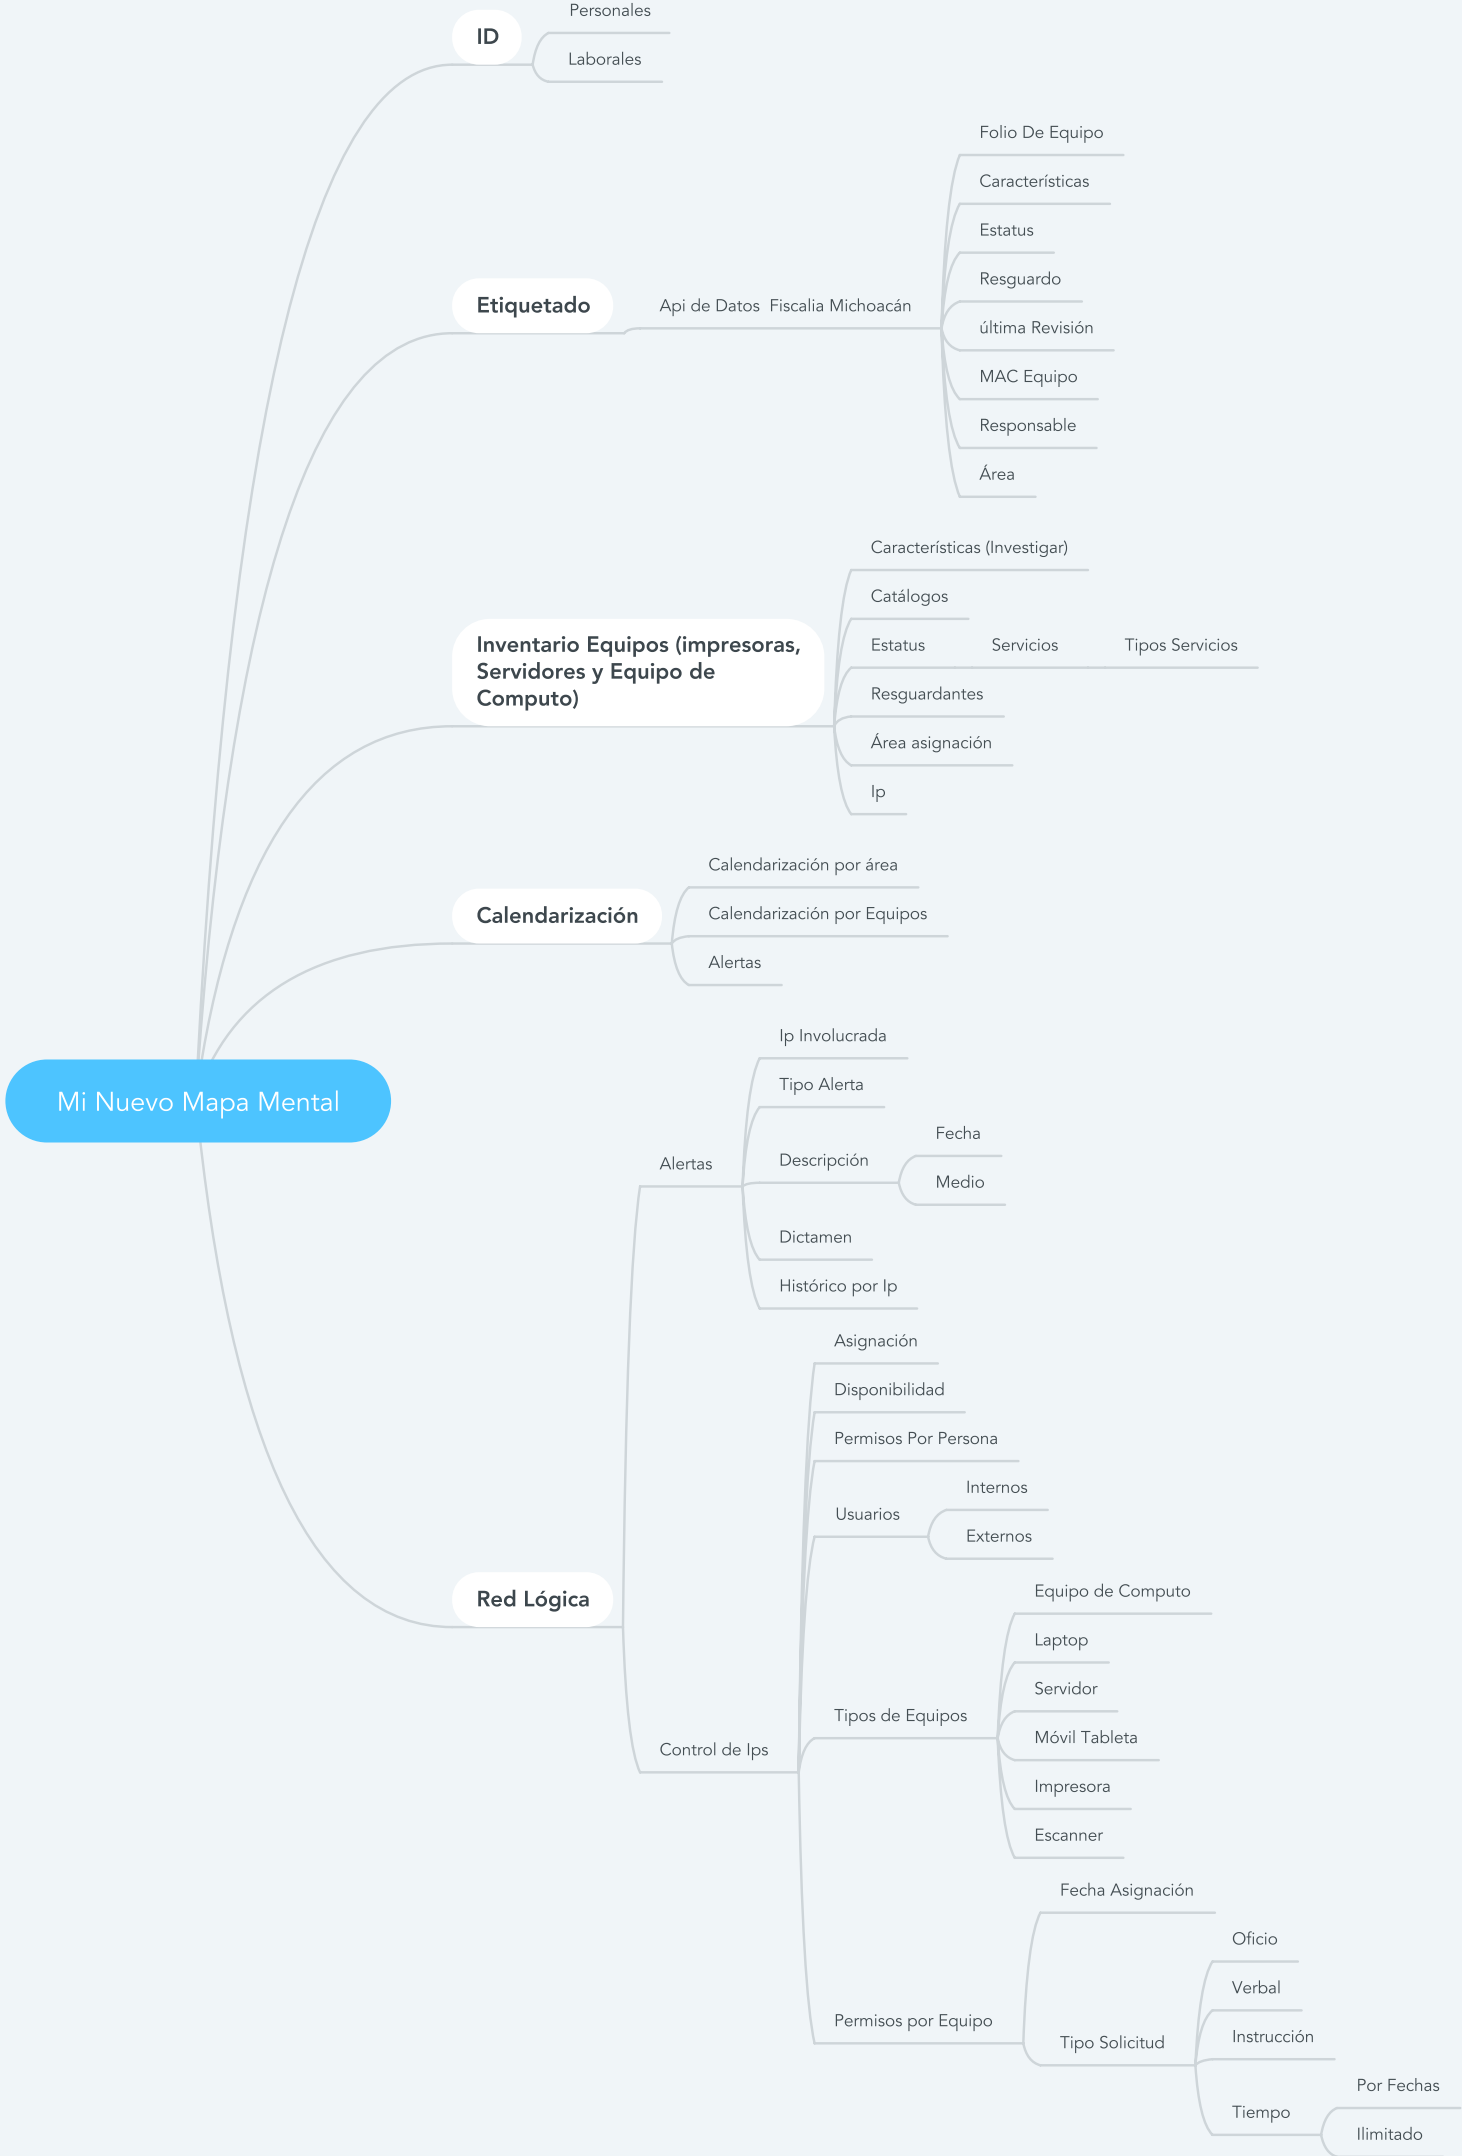 Personales
ID
Laborales
Folio De Equipo
Características
Estatus
Resguardo
Etiquetado
Api de Datos  Fiscalia Michoacán
última Revisión
MAC Equipo
Responsable
Área
Características (Investigar)
Catálogos
Inventario Equipos (impresoras,
Servidores y Equipo de
Computo)
Estatus
Servicios
Tipos Servicios
Resguardantes
Área asignación
Ip
Calendarización por área
Calendarización
Calendarización por Equipos
Alertas
Mi Nuevo Mapa Mental
Ip Involucrada
Tipo Alerta
Alertas
Descripción
Fecha
Medio
Dictamen
Histórico por Ip
Asignación
Disponibilidad
Permisos Por Persona
Usuarios
Internos
Externos
Red Lógica
Equipo de Computo
Laptop
Servidor
Control de Ips
Tipos de Equipos
Móvil Tableta
Impresora
Escanner
Fecha Asignación
Oficio
Verbal
Permisos por Equipo
Tipo Solicitud
Instrucción
Tiempo
Por Fechas
Ilimitado